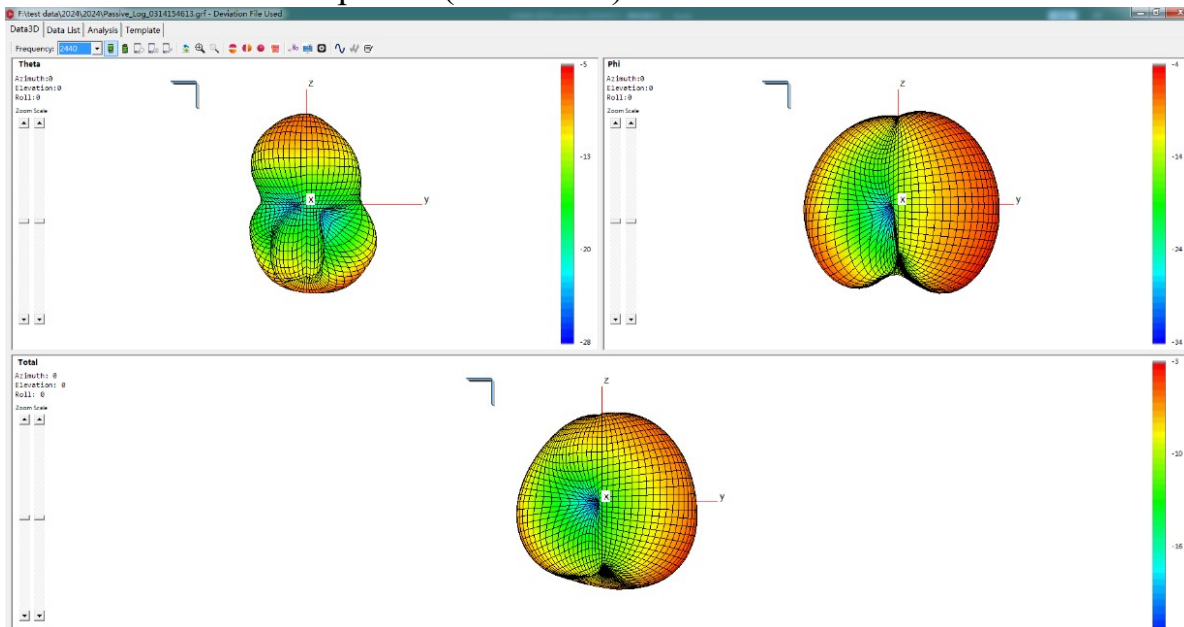 F:\test data\2024\2024\Passive_Log_0314154613.grf - Deviation File Used
Data3D Data List Analysis Template
Frequency: 2440
Theta
Azimuth:0
Elevation:0
Roll:0
Zoom Scale
z
x
y
-5
-13
-20
-28
Phi
Azimuth:0
Elevation:0
Roll:0
Zoom Scale
z
x
y
-4
-14
-24
-34
Total
Azimuth: 0
Elevation: 0
Roll: 0
Zoom Scale
z
x
y
-3
-10
-16